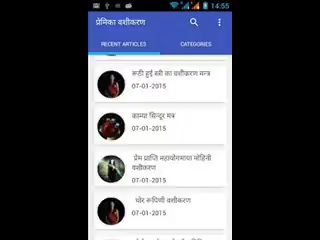 14:55
प्रेमिका वशीकरण
RECENT ARTICLES
CATEGORIES
रूठी हुई स्त्री का वशीकरण मन्त्र
07-01-2015
काम्या सिन्दूर मंत्र
07-01-2015
प्रेम प्राप्ति महायोगमाया मोहिनी
वशीकरण
07-01-2015
घोर रूपिणी वशीकरण
07-01-2015